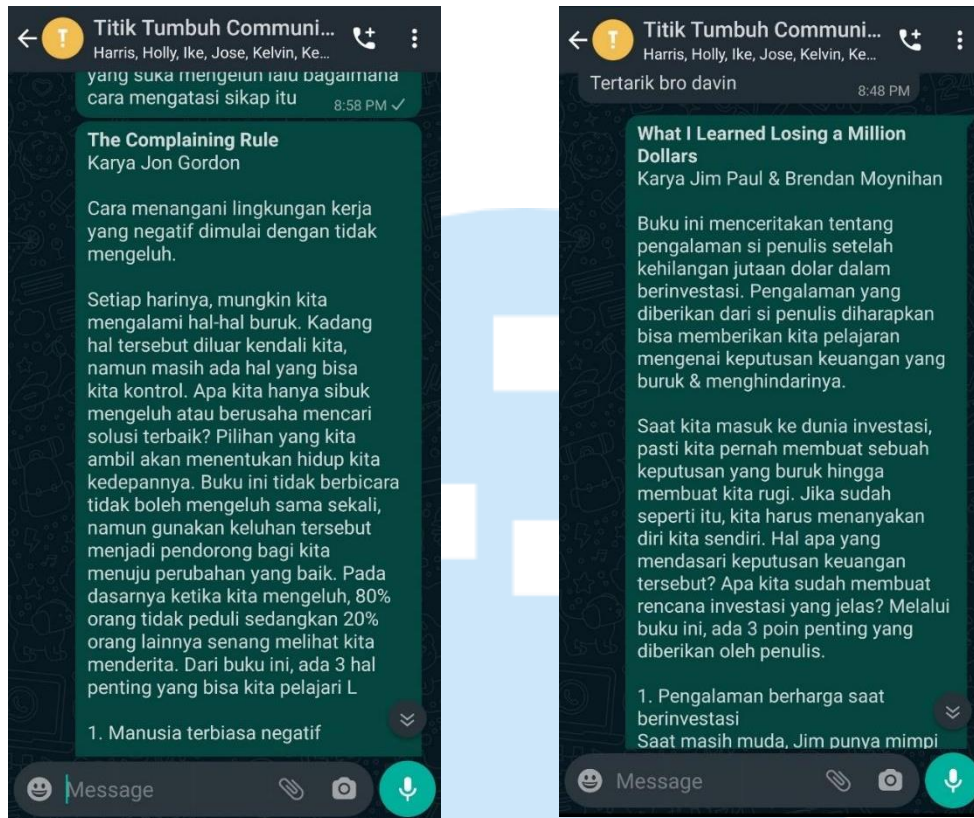 Titik Tumbuh Communi...
Harris, Holly, Ike, Jose, Kelvin, Ke...
yang suka mengeluh lalu bagaimana
cara mengatasi sikap itu
8:58 PM
The Complaining Rule
Karya Jon Gordon
Cara menangani lingkungan kerja
yang negatif dimulai dengan tidak
mengeluh.
Setiap harinya, mungkin kita
mengalami hal-hal buruk. Kadang
hal tersebut diluar kendali kita,
namun masih ada hal yang bisa
kita kontrol. Apa kita hanya sibuk
mengeluh atau berusaha mencari
solusi terbaik? Pilihan yang kita
ambil akan menentukan hidup kita
kedepannya. Buku ini tidak berbicara
tidak boleh mengeluh sama sekali,
namun gunakan keluhan tersebut
menjadi pendorong bagi kita
menuju perubahan yang baik. Pada
dasarnya ketika kita mengeluh, 80%
orang tidak peduli sedangkan 20%
orang lainnya senang melihat kita
menderita. Dari buku ini, ada 3 hal
penting yang bisa kita pelajari L
1. Manusia terbiasa negatif
Message
Titik Tumbuh Communi...
Harris, Holly, Ike, Jose, Kelvin, Ke...
Tertarik bro davin
8:48 PM
What I Learned Losing a Million
Dollars
Karya Jim Paul & Brendan Moynihan
Buku ini menceritakan tentang
pengalaman si penulis setelah
kehilangan jutaan dolar dalam
berinvestasi. Pengalaman yang
diberikan dari si penulis diharapkan
bisa memberikan kita pelajaran
mengenai keputusan keuangan yang
buruk & menghindarinya.
Saat kita masuk ke dunia investasi,
pasti kita pernah membuat sebuah
keputusan yang buruk hingga
membuat kita rugi. Jika sudah
seperti itu, kita harus menanyakan
diri kita sendiri. Hal apa yang
mendasari keputusan keuangan
tersebut? Apa kita sudah membuat
rencana investasi yang jelas? Melalui
buku ini, ada 3 poin penting yang
diberikan oleh penulis.
1. Pengalaman berharga saat
berinvestasi
Saat masih muda, Jim punya mimpi
Message